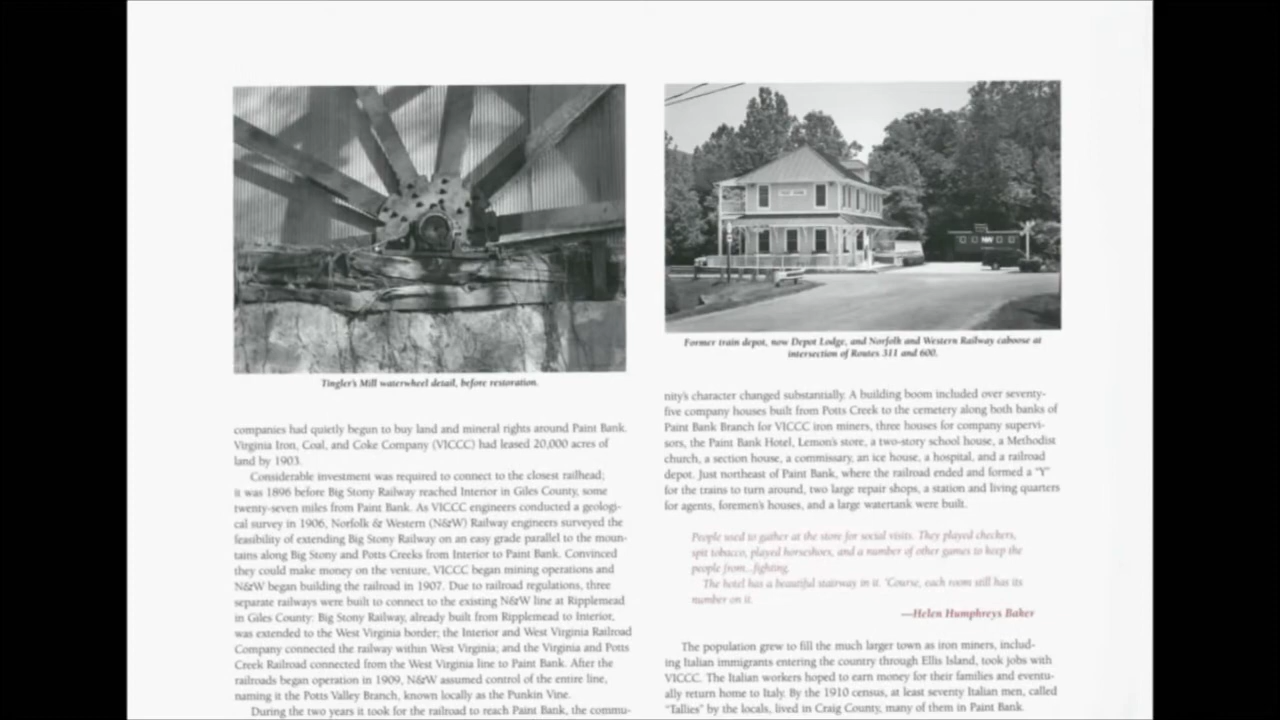 Tingler's Mill waterwheel detail, before restoration.
companies had quietly begun to buy land and mineral rights around Paint Bank.
Virginia Iron, Coal, and Coke Company (VICCC) had leased 20,000 acres of
land by 1903.
Considerable investment was required to connect to the closest railhead;
it was 1896 before Big Stony Railway reached Interior in Giles County, some
twenty-seven miles from Paint Bank. As VICCC engineers conducted a geologi-
cal survey in 1906, Norfolk & Western (N&W) Railway engineers surveyed the
feasibility of extending Big Stony Railway on an easy grade parallel to the moun-
tains along Big Stony and Potts Creeks from Interior to Paint Bank. Convinced
they could make money on the venture, VICCC began mining operations and
N&W began building the railroad in 1907. Due to railroad regulations, three
separate railways were built to connect to the existing N&W line at Ripplemead
in Giles County: Big Stony Railway, already built from Ripplemead to Interior,
was extended to the West Virginia border; the Interior and West Virginia Railroad
Company connected the railway within West Virginia; and the Virginia and Potts
Creek Railroad connected from the West Virginia line to Paint Bank. After the
railroads began operation in 1909, N&W assumed control of the entire line,
naming it the Potts Valley Branch, known locally as the Punkin Vine.
During the two years it took for the railroad to reach Paint Bank, the commu-
Former train depot, now Depot Lodge, and Norfolk and Western Railway caboose at
intersection of Routes 311 and 600.
nity's character changed substantially. A building boom included over seventy-
five company houses built from Potts Creek to the cemetery along both banks of
Paint Bank Branch for VICCC iron miners, three houses for company supervi-
sors, the Paint Bank Hotel, Lemon's store, a two-story school house, a Methodist
church, a section house, a commissary, an ice house, a hospital, and a railroad
depot. Just northeast of Paint Bank, where the railroad ended and formed a "Y"
for the trains to turn around, two large repair shops, a station and living quarters
for agents, foremen's houses, and a large watertank were built.
People used to gather at the store for social visits. They played checkers,
spit tobacco, played horseshoes, and a number of other games to keep the
people from...fighting.
The hotel has a beautiful stairway in it. 'Course, each room still has its
number on it.
—Helen Humphreys Baker
The population grew to fill the much larger town as iron miners, includ-
ing Italian immigrants entering the country through Ellis Island, took jobs with
VICCC. The Italian workers hoped to earn money for their families and eventu-
ally return home to Italy. By the 1910 census, at least seventy Italian men, called
"Tallies" by the locals, lived in Craig County, many of them in Paint Bank.